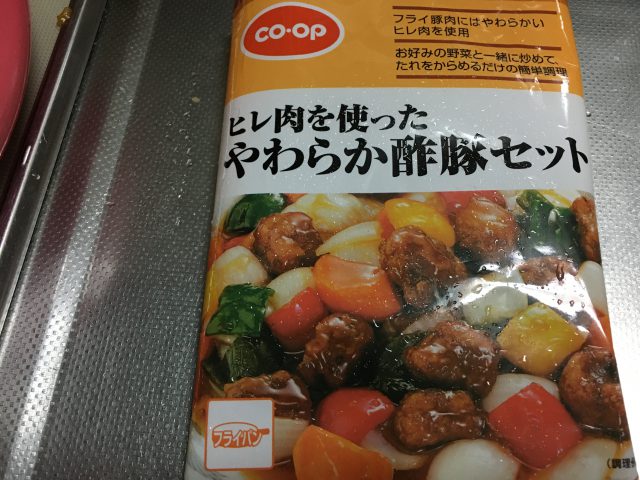 CO·OP
フライ豚肉にはやわらかい
ヒレ肉を使用
お好みの野菜と一緒に炒めて、
たれをからめるだけの簡単調理
ヒレ肉を使った
やわらか酢豚セット
フライパン
(調理